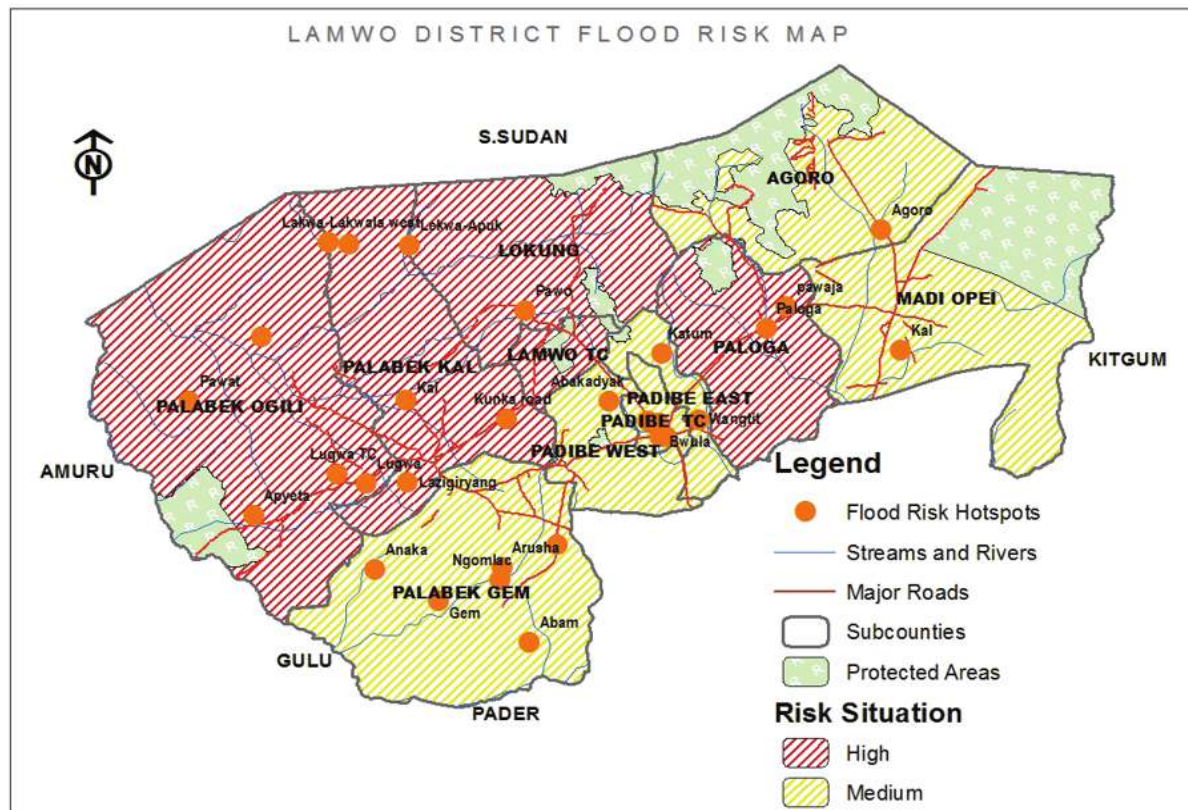 LAMWO DISTRICT FLOOD RISK MAP
S.SUDAN
N
AGORO
Agoro
Lakwa-Lakwala west
Lekwa-Apuk
LOKUNG
pawaja
MADI OPEI
Pawo
Paloga
Kal
PALOGA
Katum
LAMWO TC
KITGUM
PALABEK KAL
Pawat
Kal
Abakadyak
PADIBE EAST
PALABEK OGILI
Kunka road
PADIBE TC
Wangtit
Bwula
PADIBE WEST
AMURU
Lugwa TC
Lugwa
Lazigiryang
Apyeta
Anaka
Ngomlac
Arusha
PALABEK GEM
Gem
Abam
GULU
PADER
Legend
Flood Risk Hotspots
Streams and Rivers
Major Roads
Subcounties
Protected Areas
Risk Situation
High
Medium